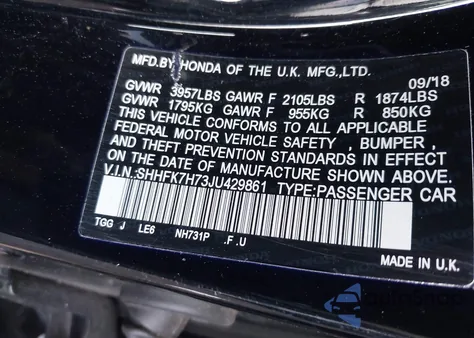 MFD.BY HONDA OF THE U.K. MFG.,LTD.
09/18
GVWR 3957LBS GAWR F 2105LBS R 1874LBS
GVWR 1795KG GAWR F 955KG R 850KG
THIS VEHICLE CONFORMS TO ALL APPLICABLE
FEDERAL MOTOR VEHICLE SAFETY , BUMPER ,
AND THEFT PREVENTION STANDARDS IN EFFECT
ON THE DATE OF MANUFACTURE SHOWN ABOVE.
V.I.N:SHHFK7H73JU429861 TYPE:PASSENGER CAR
TGG J LE6 NH731P .F .U
MADE IN U.K.